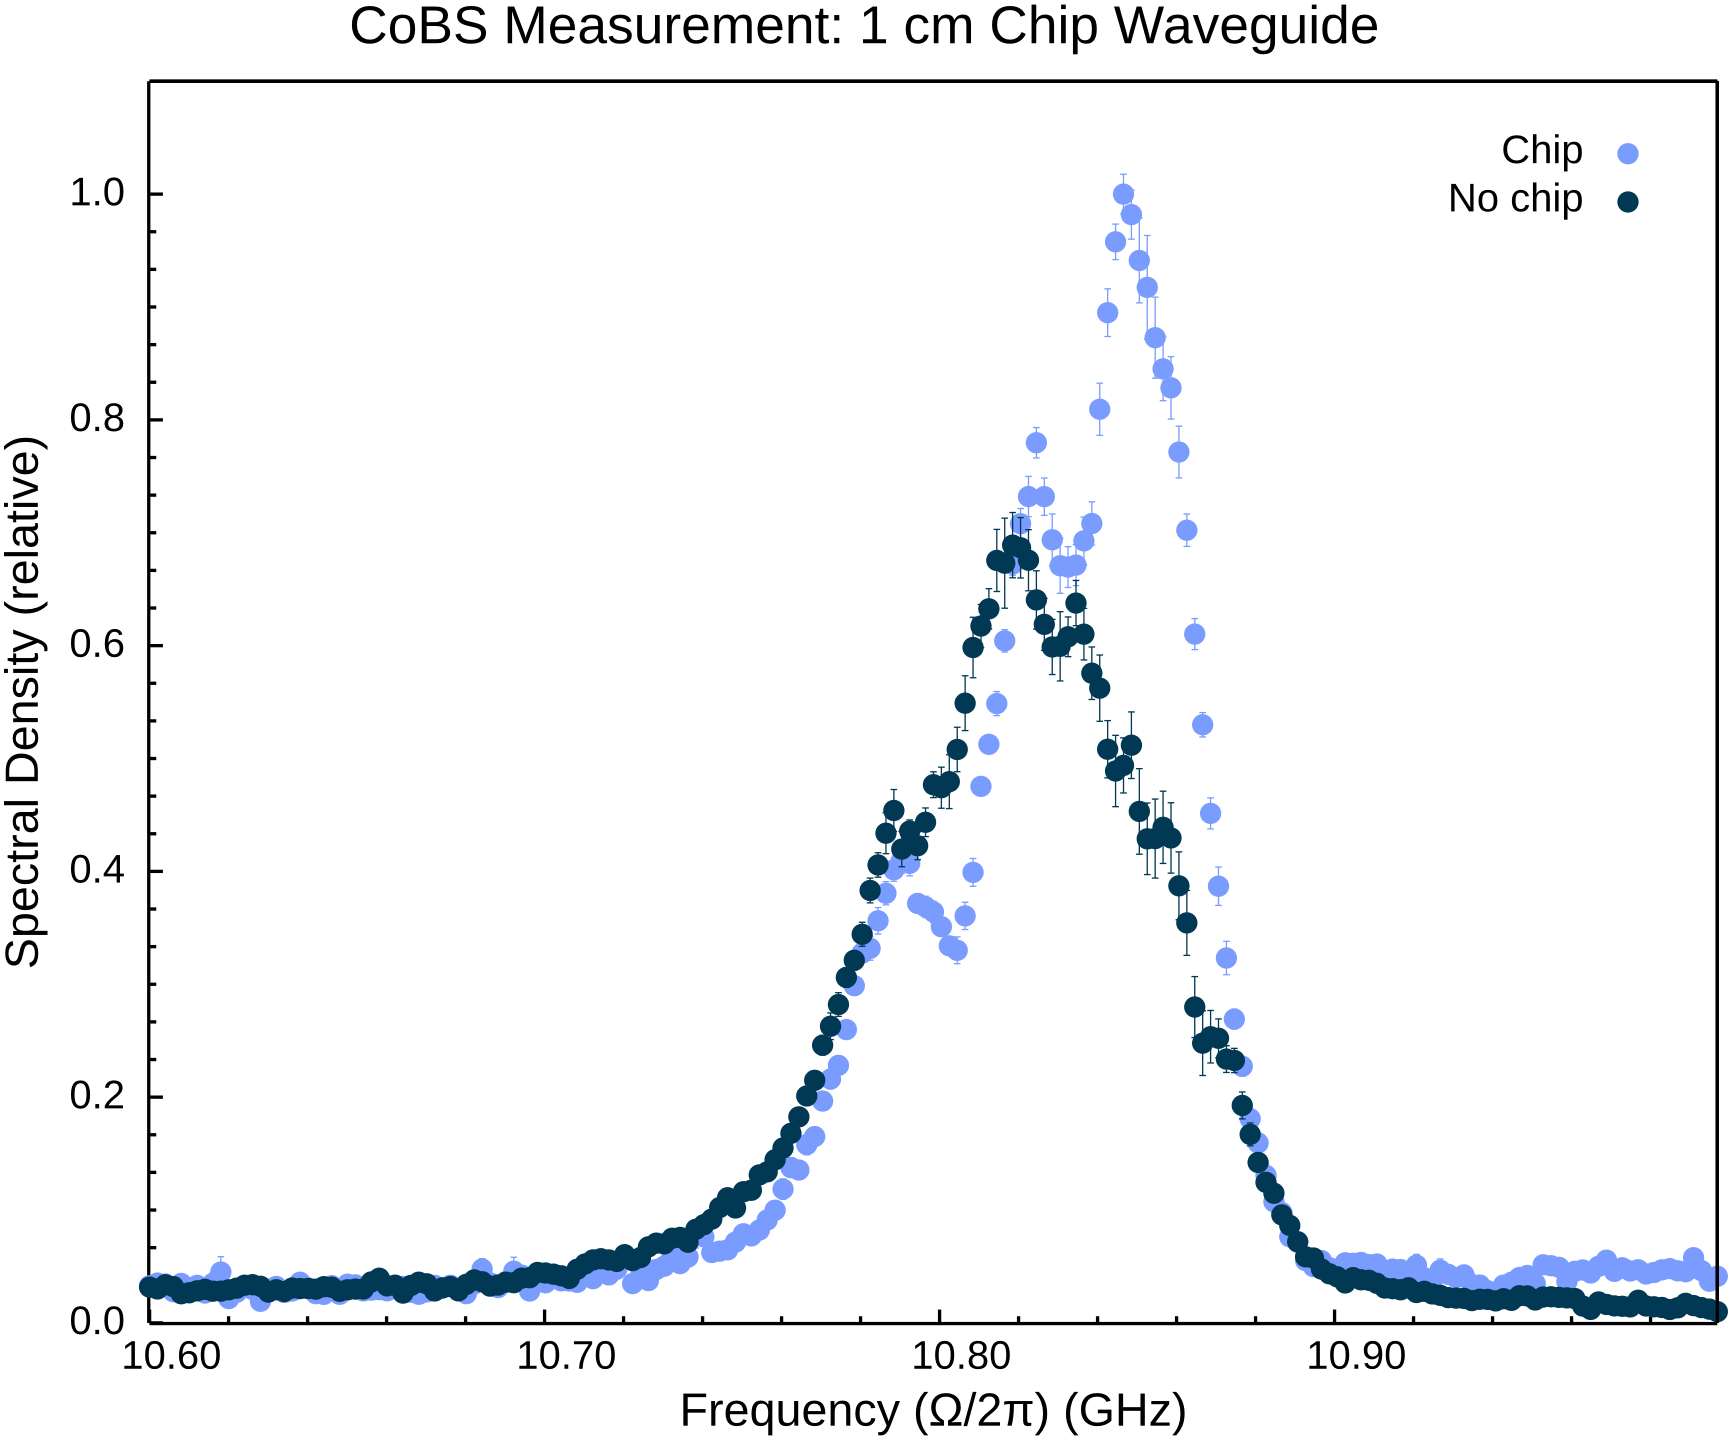 CoBS Measurement: 1 cm Chip Waveguide
Chip
No chip
1.0
0.8
0.6
0.4
0.2
0.0
Spectral Density (relative)
10.60
10.70
10.80
10.90
Frequency (Ω/2π) (GHz)